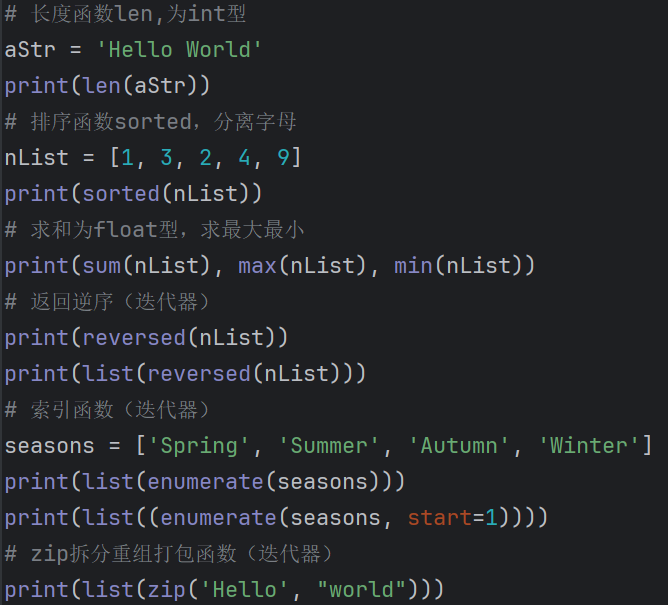 # 长度函数len,为int型
aStr = 'Hello World'
print(len(aStr))
# 排序函数sorted，分离字母
nList = [1, 3, 2, 4, 9]
print(sorted(nList))
# 求和为float型，求最大最小
print(sum(nList), max(nList), min(nList))
# 返回逆序（迭代器）
print(reversed(nList))
print(list(reversed(nList)))
# 索引函数（迭代器）
seasons = ['Spring', 'Summer', 'Autumn', 'Winter']
print(list(enumerate(seasons)))
print(list((enumerate(seasons, start=1))))
# zip拆分重组打包函数（迭代器）
print(list(zip('Hello', "world")))